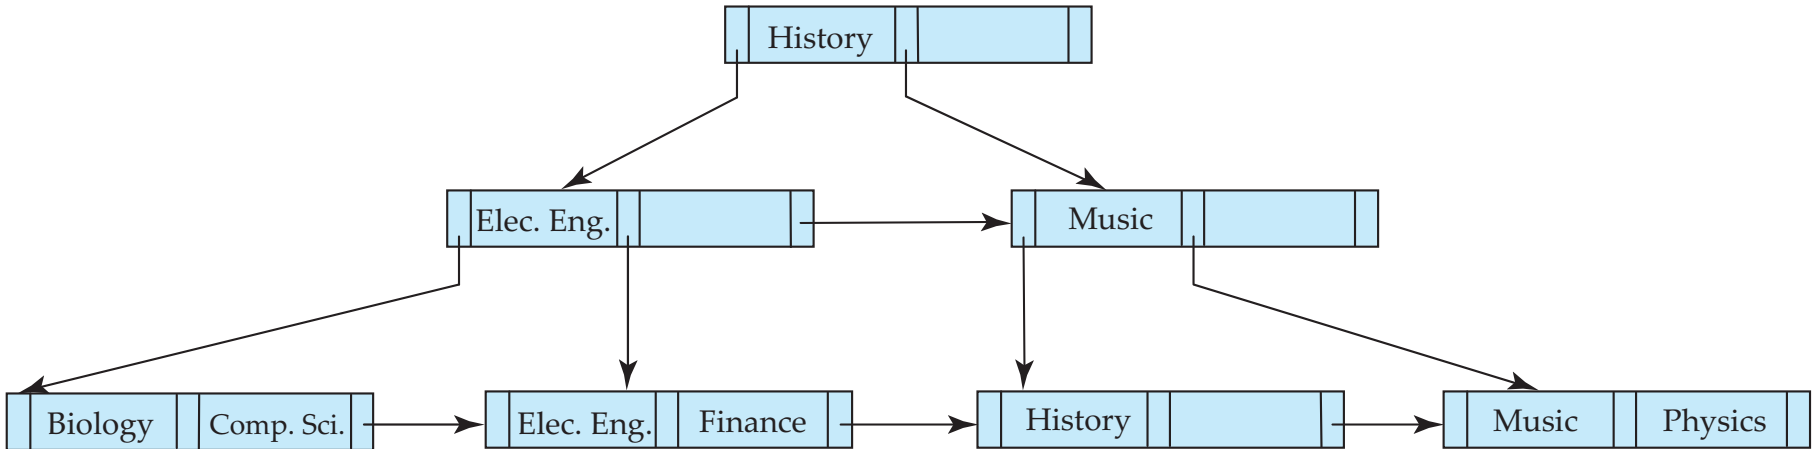 History
Elec. Eng.
Music
Biology
Comp. Sci.
Elec. Eng.
Finance
History
Music
Physics